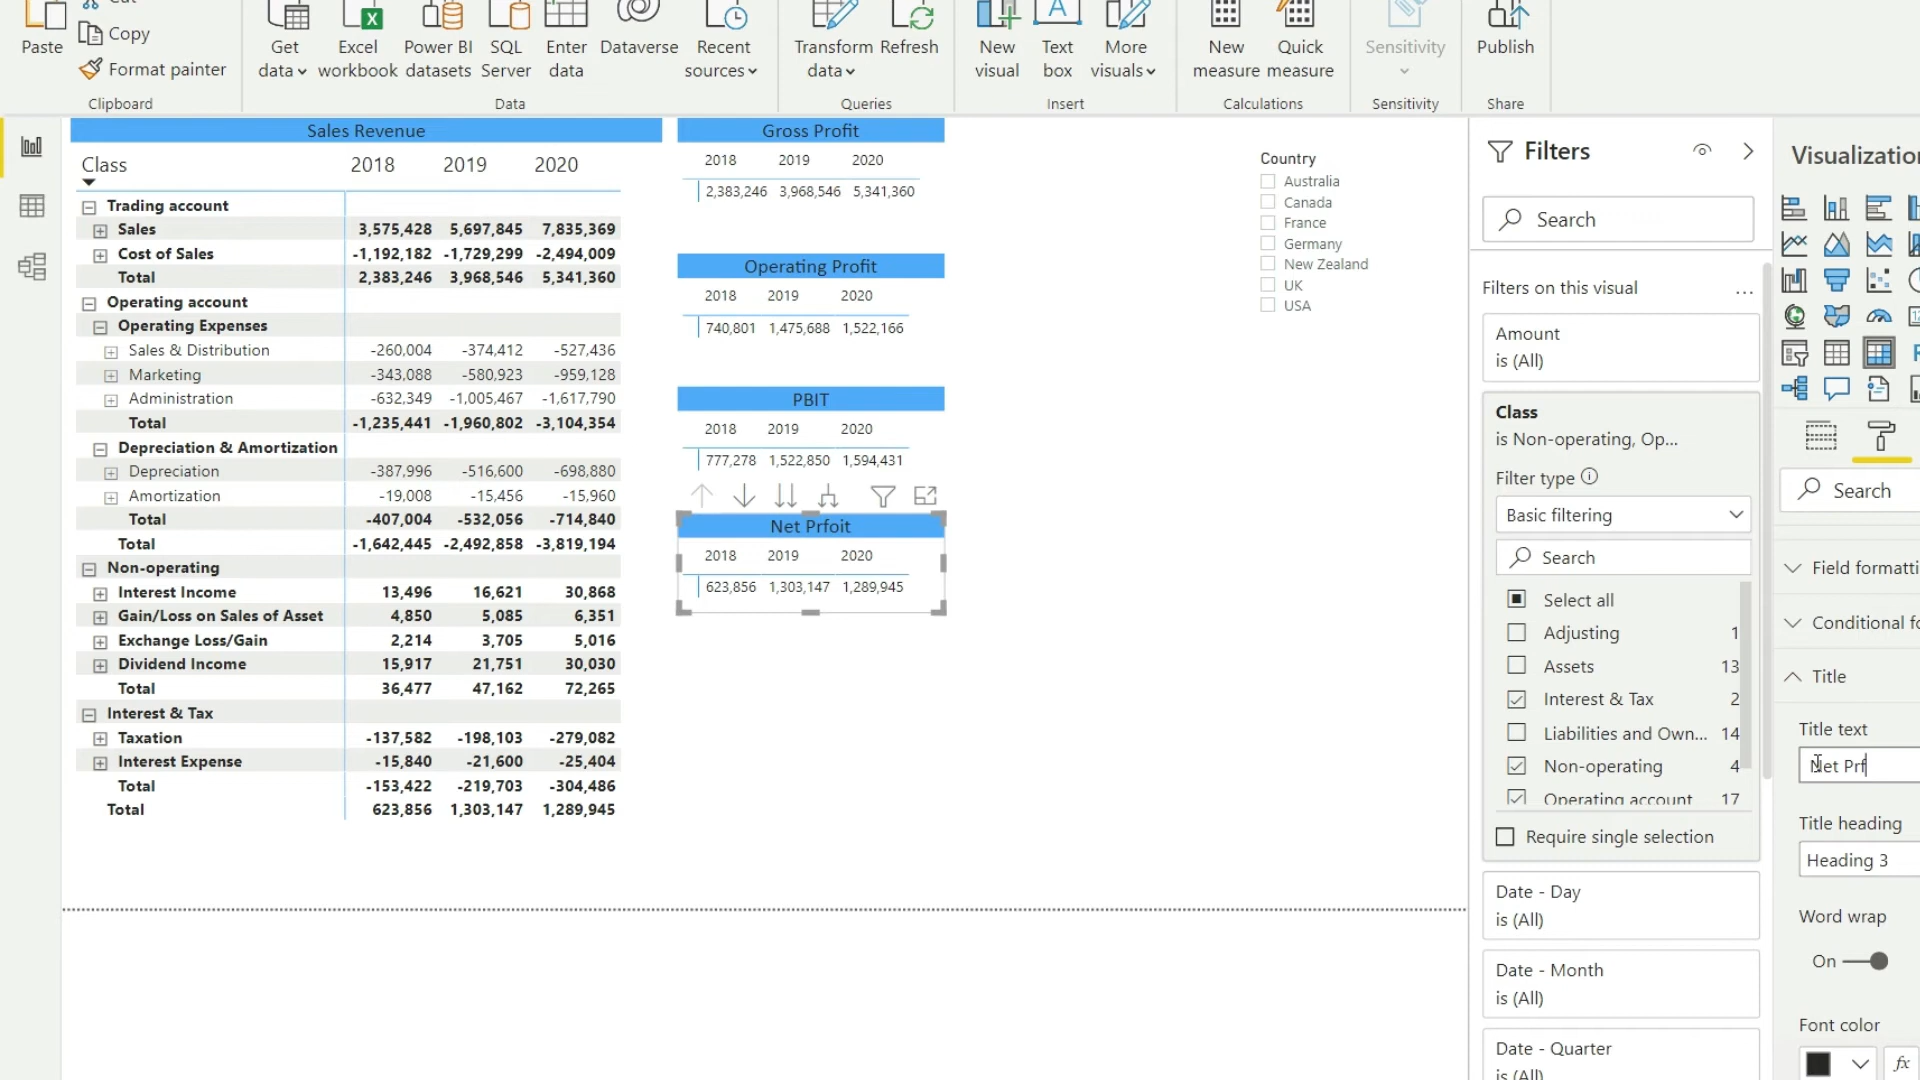 Cut
Paste
Copy
Format painter
Clipboard
Get data
Excel workbook
Power BI datasets
SQL Server
Enter data
Dataverse
Recent sources
Data
Transform data
Refresh
Queries
New visual
Text box
More visuals
Insert
New measure
Quick measure
Calculations
Sensitivity
Sensitivity
Publish
Share
Sales Revenue
Class 2018 2019 2020
Trading account
Sales 3,575,428 5,697,845 7,835,369
Cost of Sales -1,192,182 -1,729,299 -2,494,009
Total 2,383,246 3,968,546 5,341,360
Operating account
Operating Expenses
Sales & Distribution -260,004 -374,412 -527,436
Marketing -343,088 -580,923 -959,128
Administration -632,349 -1,005,467 -1,617,790
Total -1,235,441 -1,960,802 -3,104,354
Depreciation & Amortization
Depreciation -387,996 -516,600 -698,880
Amortization -19,008 -15,456 -15,960
Total -407,004 -532,056 -714,840
Total -1,642,445 -2,492,858 -3,819,194
Non-operating
Interest Income 13,496 16,621 30,868
Gain/Loss on Sales of Asset 4,850 5,085 6,351
Exchange Loss/Gain 2,214 3,705 5,016
Dividend Income 15,917 21,751 30,030
Total 36,477 47,162 72,265
Interest & Tax
Taxation -137,582 -198,103 -279,082
Interest Expense -15,840 -21,600 -25,404
Total -153,422 -219,703 -304,486
Total 623,856 1,303,147 1,289,945
Gross Profit
2018 2019 2020
2,383,246 3,968,546 5,341,360
Operating Profit
2018 2019 2020
740,801 1,475,688 1,522,166
PBIT
2018 2019 2020
777,278 1,522,850 1,594,431
Net Prfoit
2018 2019 2020
623,856 1,303,147 1,289,945
Country
Australia
Canada
France
Germany
New Zealand
UK
USA
Filters
Search
Filters on this visual
Amount
is (All)
Class
is Non-operating, Op...
Filter type
Basic filtering
Search
Select all
Adjusting 1
Assets 13
Interest & Tax 2
Liabilities and Own... 14
Non-operating 4
Operating account 17
Require single selection
Date - Day
is (All)
Date - Month
is (All)
Date - Quarter
is (All)
Visualization
Search
Field formatti
Conditional fo
Title
Title text
Net Prf
Title heading
Heading 3
Word wrap
On
Font color
fx